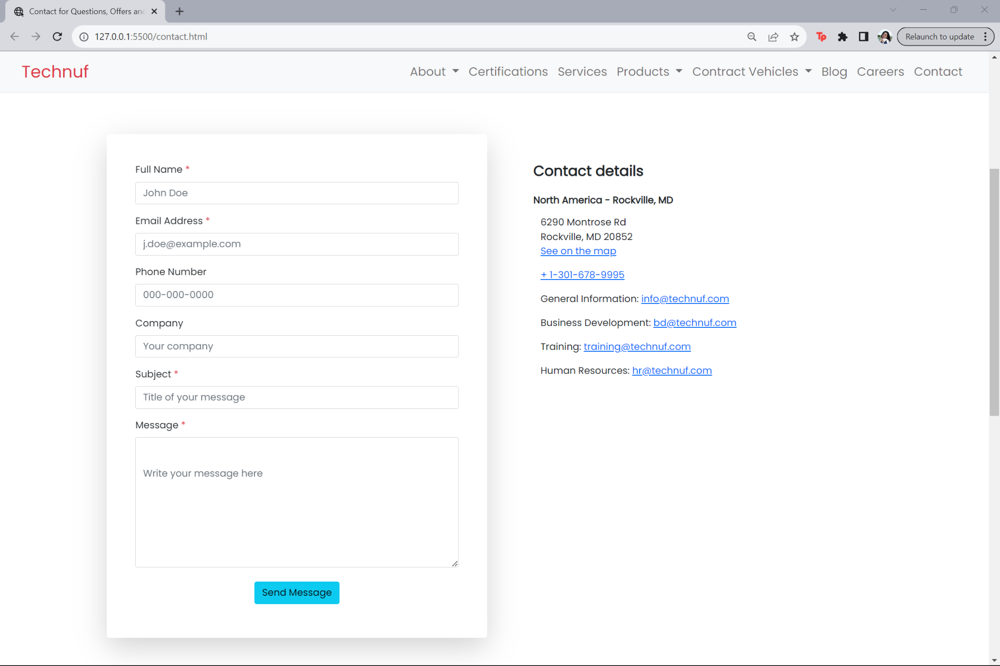 Contact for Questions, Offers and
127.0.0.1:5500/contact.html
Tp
Relaunch to update
Technuf
About Certifications Services Products Contract Vehicles Blog Careers Contact
Full Name *
John Doe
Email Address *
j.doe@example.com
Phone Number
000-000-0000
Company
Your company
Subject *
Title of your message
Message *
Write your message here
Send Message
Contact details
North America - Rockville, MD
6290 Montrose Rd
Rockville, MD 20852
See on the map
+ 1-301-678-9995
General Information: info@technuf.com
Business Development: bd@technuf.com
Training: training@technuf.com
Human Resources: hr@technuf.com